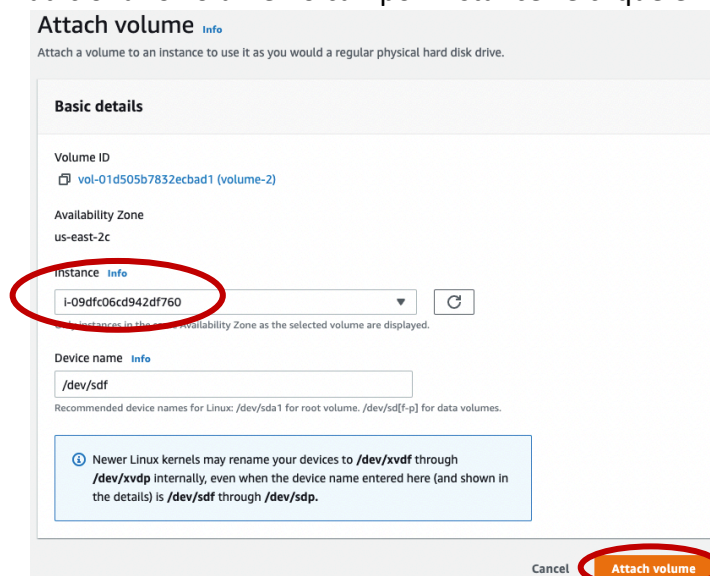 Attach volume Info
Attach a volume to an instance to use it as you would a regular physical hard disk drive.
Basic details
Volume ID
vol-01d505b7832ecbad1 (volume-2)
Availability Zone
us-east-2c
Instance Info
i-09dfc06cd942df760
Only instances in the same Availability Zone as the selected volume are displayed.
Device name Info
/dev/sdf
Recommended device names for Linux: /dev/sda1 for root volume. /dev/sd[f-p] for data volumes.
Newer Linux kernels may rename your devices to /dev/xvdf through
/dev/xvdp internally, even when the device name entered here (and shown in
the details) is /dev/sdf through /dev/sdp.
Cancel Attach volume